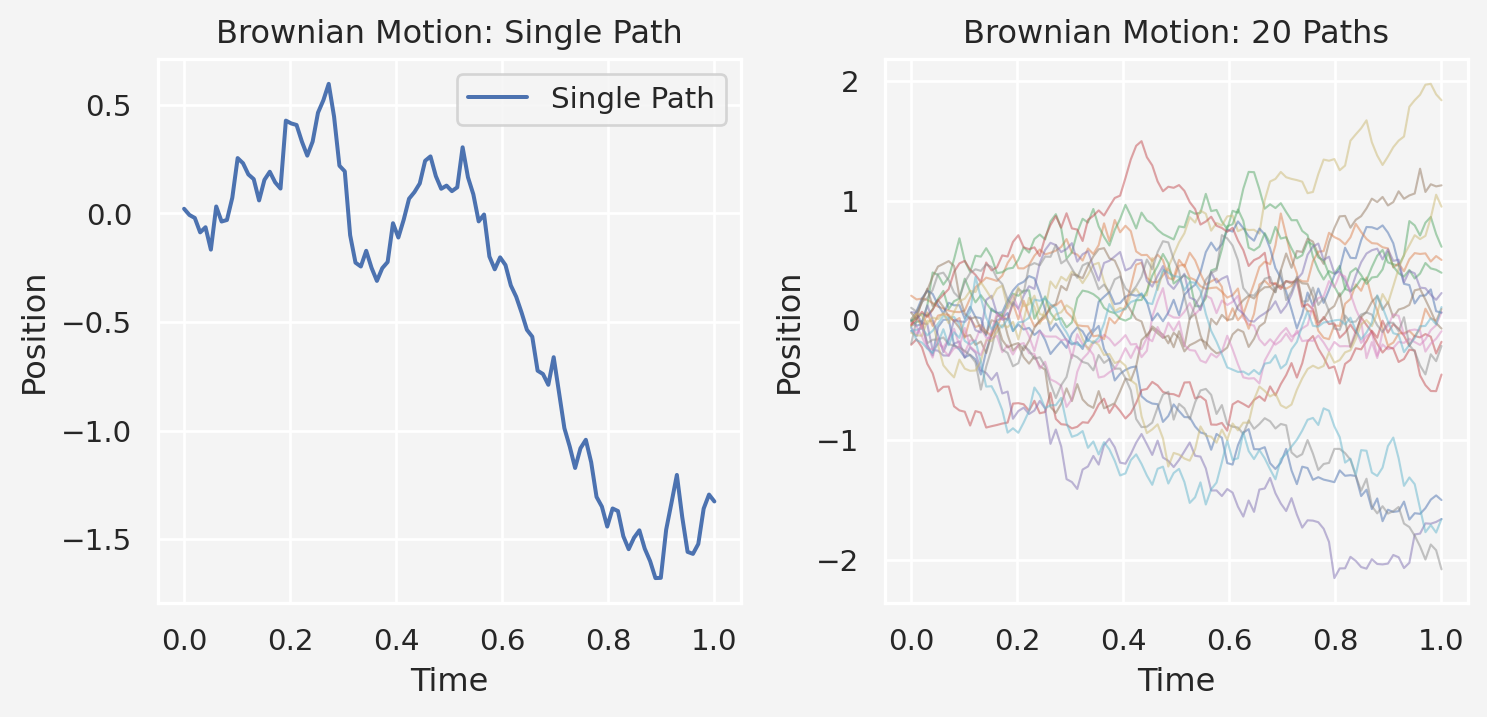 Brownian Motion: Single Path
Single Path
0.5
0.0
−0.5
−1.0
−1.5
Position
0.0 0.2 0.4 0.6 0.8 1.0
Time
Brownian Motion: 20 Paths
2
1
0
−1
−2
Position
0.0 0.2 0.4 0.6 0.8 1.0
Time